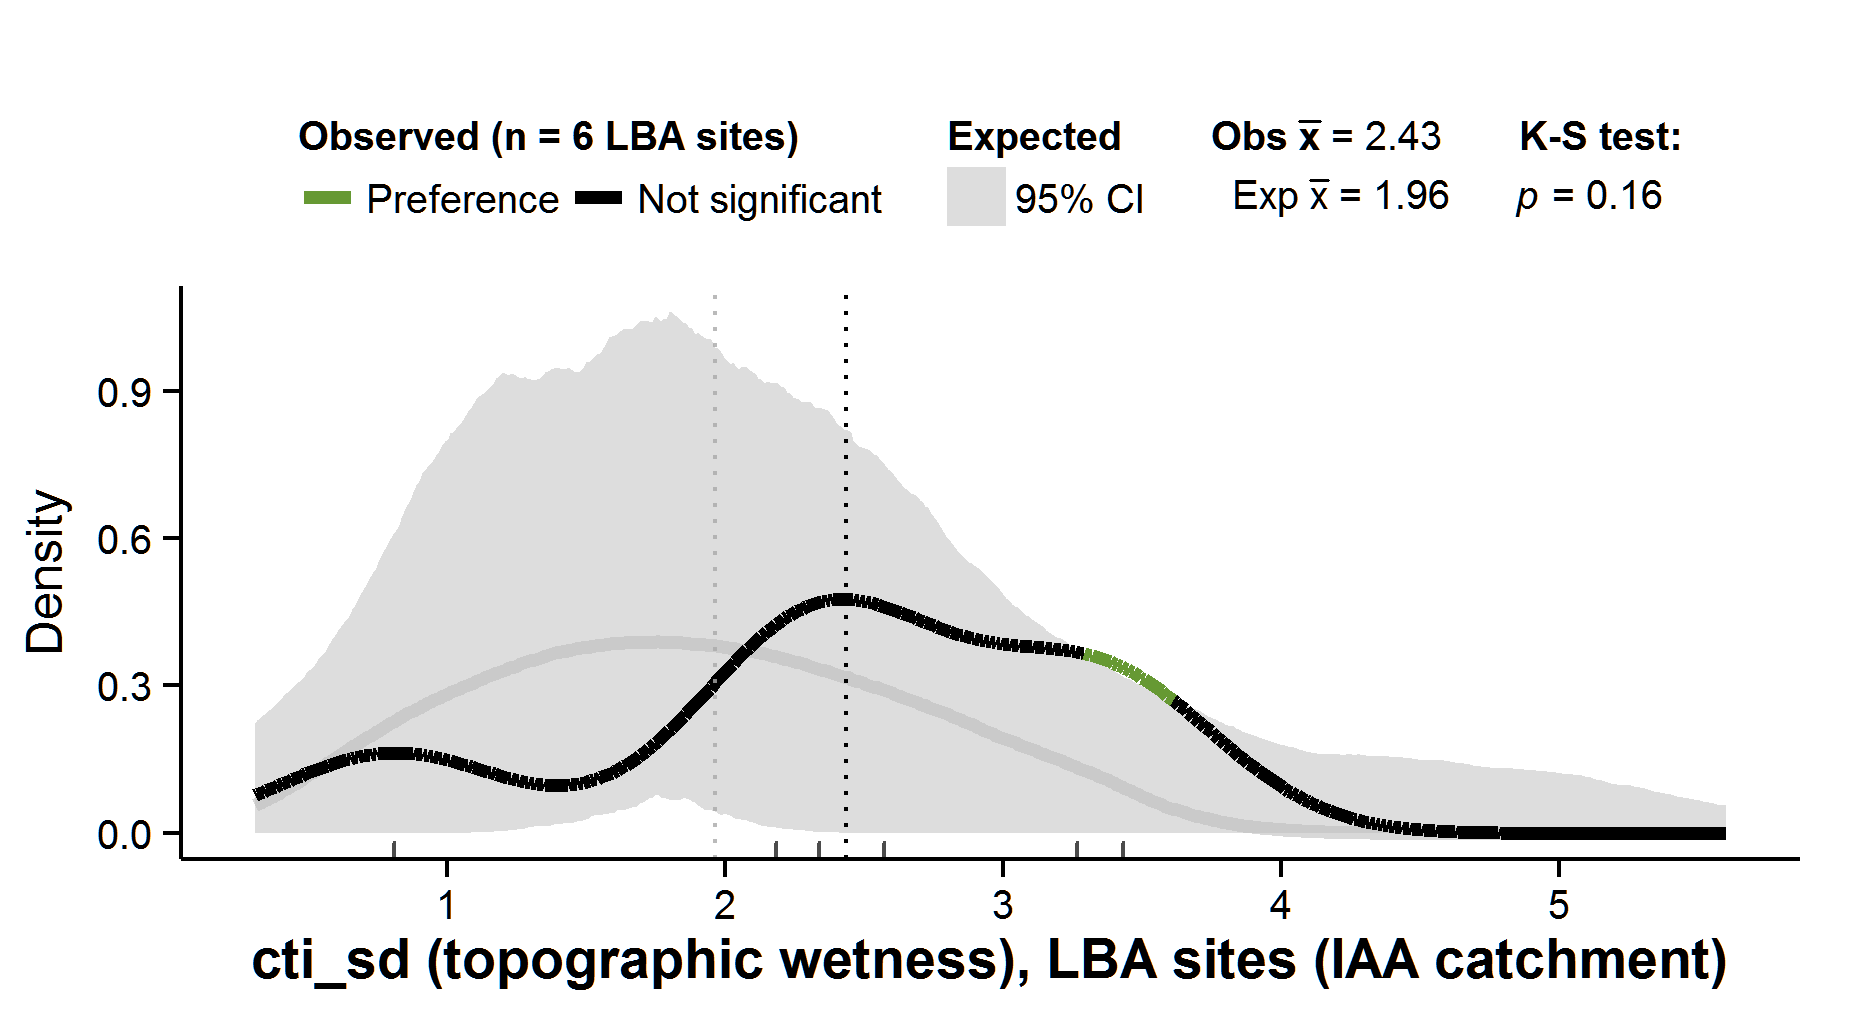 Observed (n = 6 LBA sites) Expected Obs x̅ = 2.43 K-S test:
Preference Not significant 95% CI Exp x̅ = 1.96 p = 0.16
Density
0.9
0.6
0.3
0.0
1 2 3 4 5
cti_sd (topographic wetness), LBA sites (IAA catchment)